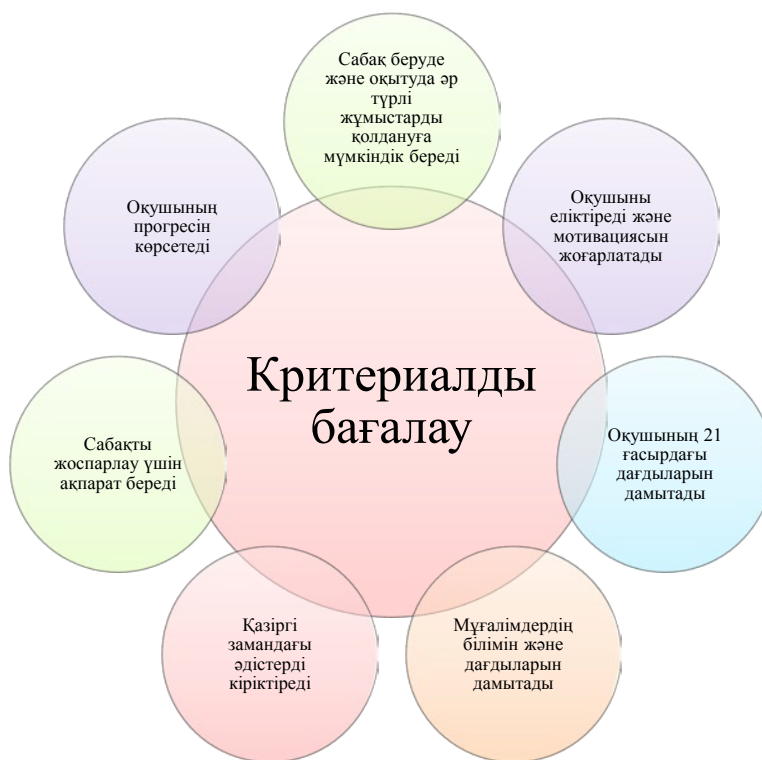 Сабақ беруде
және оқытуда әр
түрлі
жұмыстарды
қолдануға
мүмкіндік береді
Оқушыны
еліктіреді және
мотивациясын
жоғарлатады
Оқушының 21
ғасырдағы
дағдыларын
дамытады
Мұғалімдердің
білімін және
дағдыларын
дамытады
Қазіргі
замандағы
әдістерді
кіріктіреді
Сабақты
жоспарлау үшін
ақпарат береді
Оқушының
прогресін
көрсетеді
Критериалды
бағалау